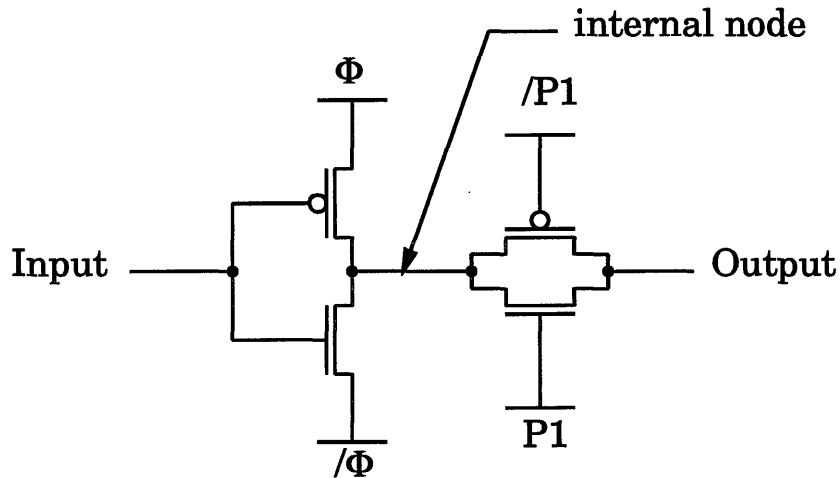 internal node
Φ
/P1
Input
Output
/Φ
P1